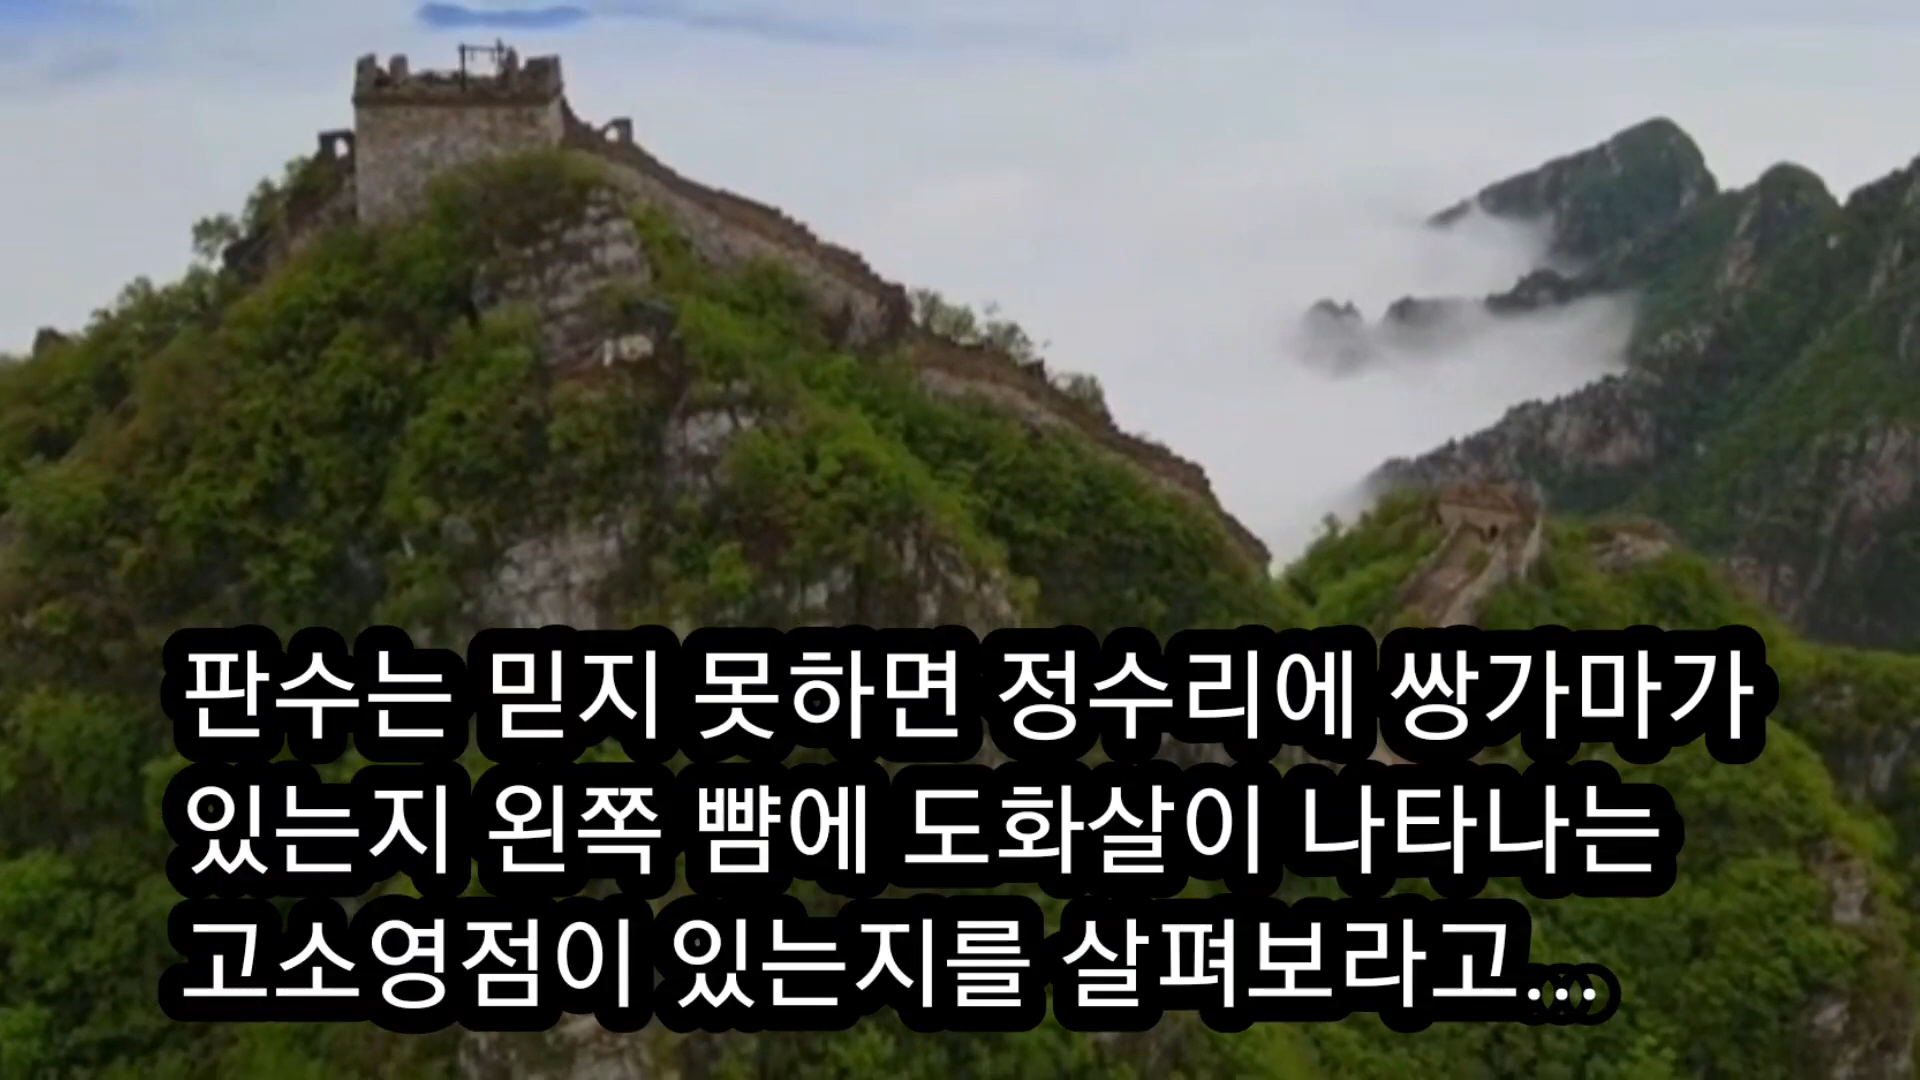 판수는 믿지 못하면 정수리에 쌍가마가
있는지 왼쪽 뺨에 도화살이 나타나는
고소영점이 있는지를 살펴보라고...